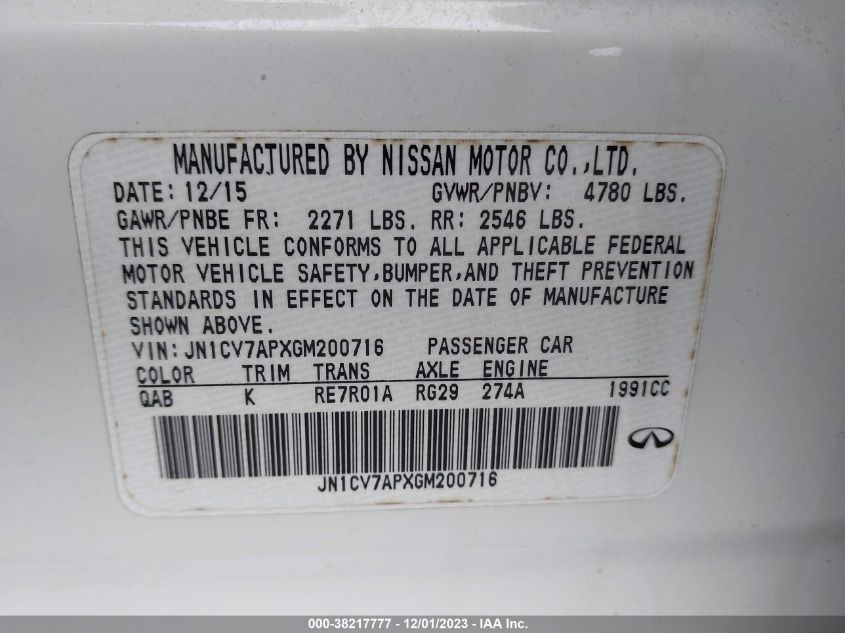 MANUFACTURED BY NISSAN MOTOR CO.,LTD.
DATE: 12/15 GVWR/PNBV: 4780 LBS.
GAWR/PNBE FR: 2271 LBS. RR: 2546 LBS.
THIS VEHICLE CONFORMS TO ALL APPLICABLE FEDERAL
MOTOR VEHICLE SAFETY,BUMPER,AND THEFT PREVENTION
STANDARDS IN EFFECT ON THE DATE OF MANUFACTURE
SHOWN ABOVE.
VIN:JN1CV7APXGM200716 PASSENGER CAR
COLOR TRIM TRANS AXLE ENGINE
QAB K RE7R01A RG29 274A 1991CC
JN1CV7APXGM200716
000-38217777 - 12/01/2023 - IAA Inc.